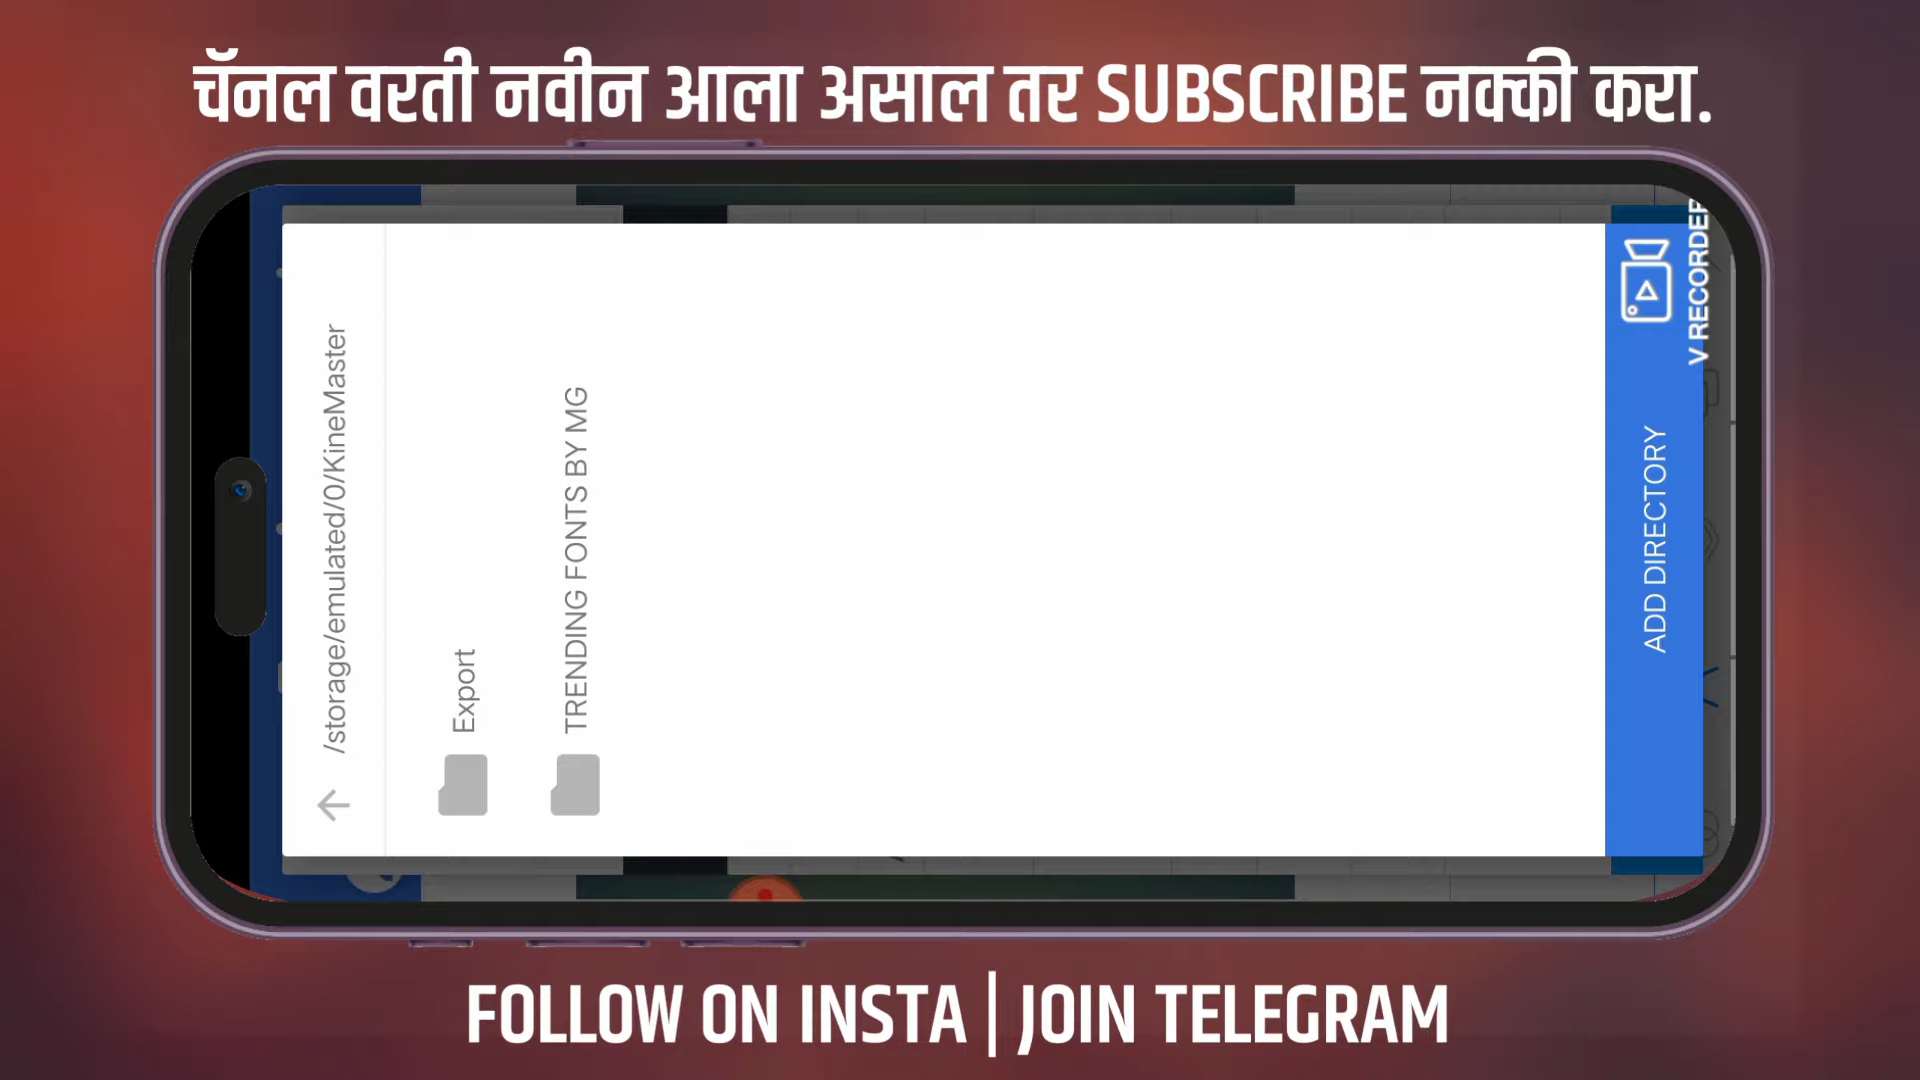 चॅनल वरती नवीन आला असाल तर SUBSCRIBE नक्की करा.
/storage/emulated/0/KineMaster
Export
TRENDING FONTS BY MG
ADD DIRECTORY
V RECORDER
FOLLOW ON INSTA | JOIN TELEGRAM